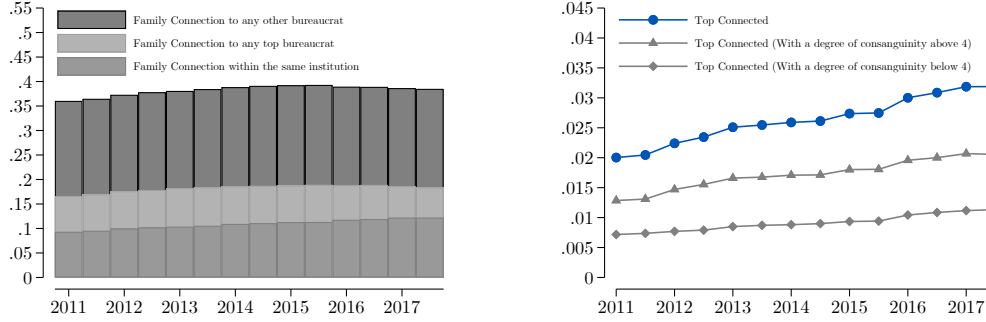 .55
.5
.45
.4
.35
.3
.25
.2
.15
.1
.05
0
Family Connection to any other bureaucrat
Family Connection to any top bureaucrat
Family Connection within the same institution
2011 2012 2013 2014 2015 2016 2017
.045
.04
.035
.03
.025
.02
.015
.01
.005
0
Top Connected
Top Connected (With a degree of consanguinity above 4)
Top Connected (With a degree of consanguinity below 4)
2011 2012 2013 2014 2015 2016 2017